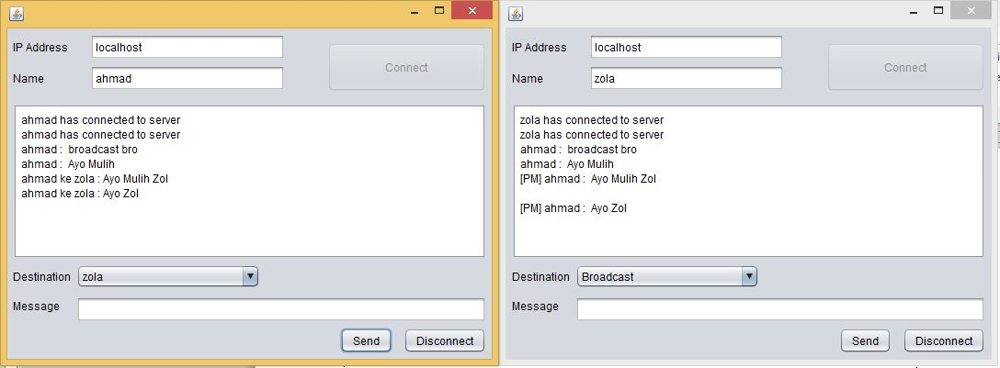 IP Address localhost
Connect
Name ahmad
ahmad has connected to server
ahmad has connected to server
ahmad : broadcast bro
ahmad : Ayo Mulih
ahmad ke zola : Ayo Mulih Zol
ahmad ke zola : Ayo Zol
Destination zola
Message
Send Disconnect
IP Address localhost
Connect
Name zola
zola has connected to server
zola has connected to server
ahmad : broadcast bro
ahmad : Ayo Mulih
[PM] ahmad : Ayo Mulih Zol
[PM] ahmad : Ayo Zol
Destination Broadcast
Message
Send Disconnect